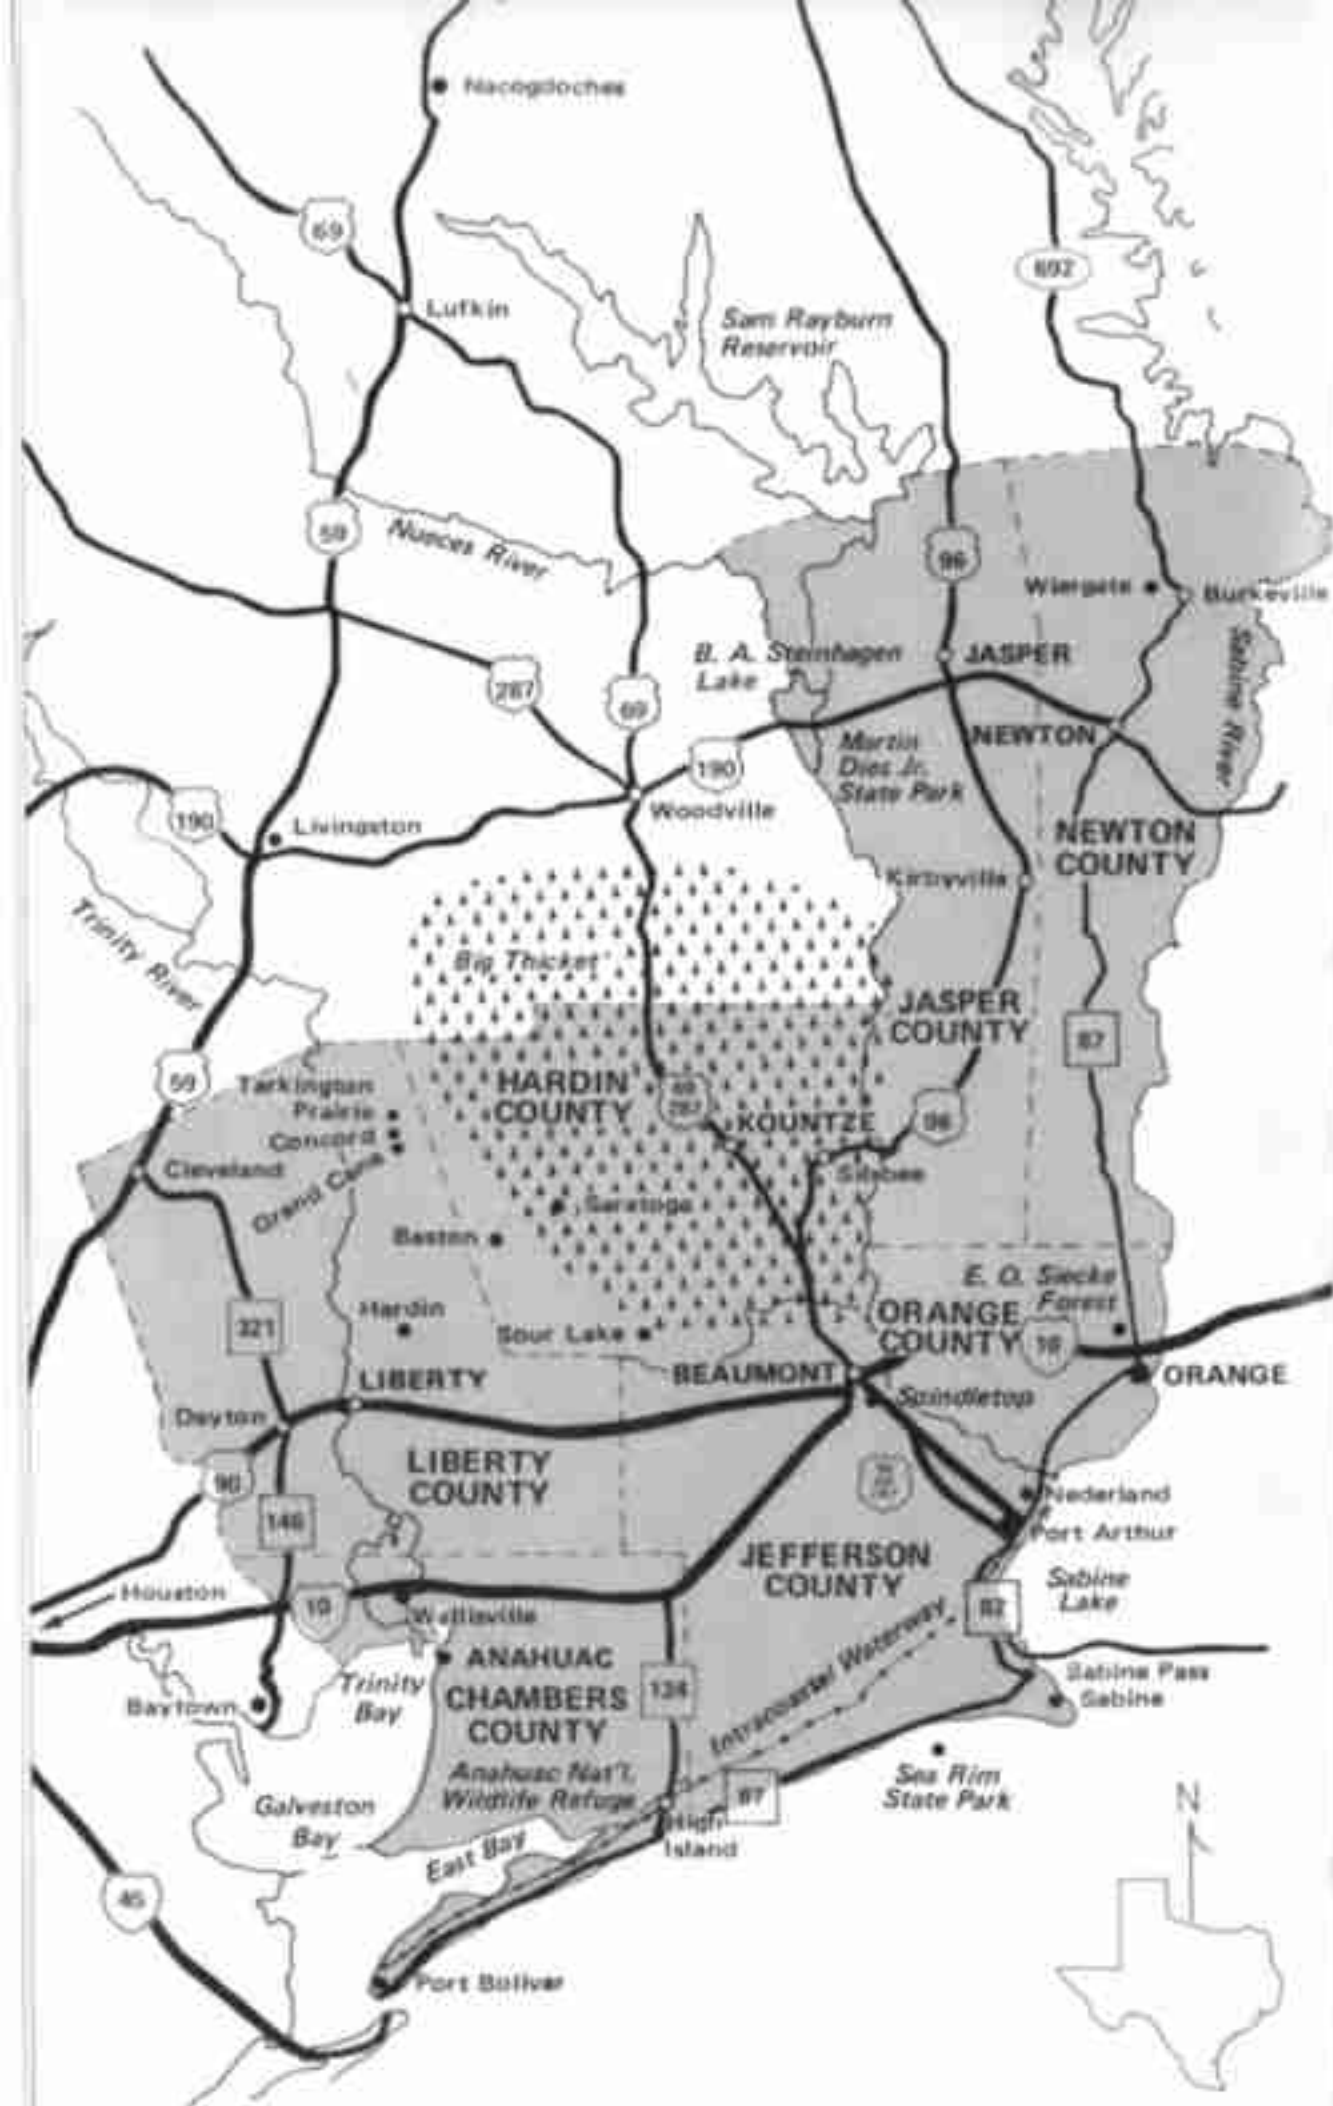 Nacogdoches
69
Lufkin
692
Sam Rayburn
Reservoir
59
Nueces River
96
Wiergate
Burkeville
B. A. Steinhagen
Lake
JASPER
Sabine River
287
69
190
Martin
Dies Jr.
State Park
NEWTON
190
Livingston
Woodville
NEWTON
COUNTY
Kirbyville
Trinity River
Big Thicket
JASPER
COUNTY
87
59
Tarkington
Prairie
HARDIN
COUNTY
69
287
KOUNTZE
96
Concord
Cleveland
Grand Cane
Silsbee
Saratoga
Baston
E. O. Siecke
Forest
Hardin
321
Sour Lake
ORANGE
COUNTY
10
BEAUMONT
ORANGE
LIBERTY
Spindletop
Dayton
LIBERTY
COUNTY
90
Nederland
146
Port Arthur
JEFFERSON
COUNTY
Houston
10
Wallisville
Sabine
Lake
82
Intracoastal Waterway
ANAHUAC
Trinity
Bay
Baytown
CHAMBERS
COUNTY
124
Sabine Pass
Sabine
Anahuac Nat'l.
Wildlife Refuge
87
Sea Rim
State Park
Galveston
Bay
East Bay
High
Island
N
45
Port Bolivar